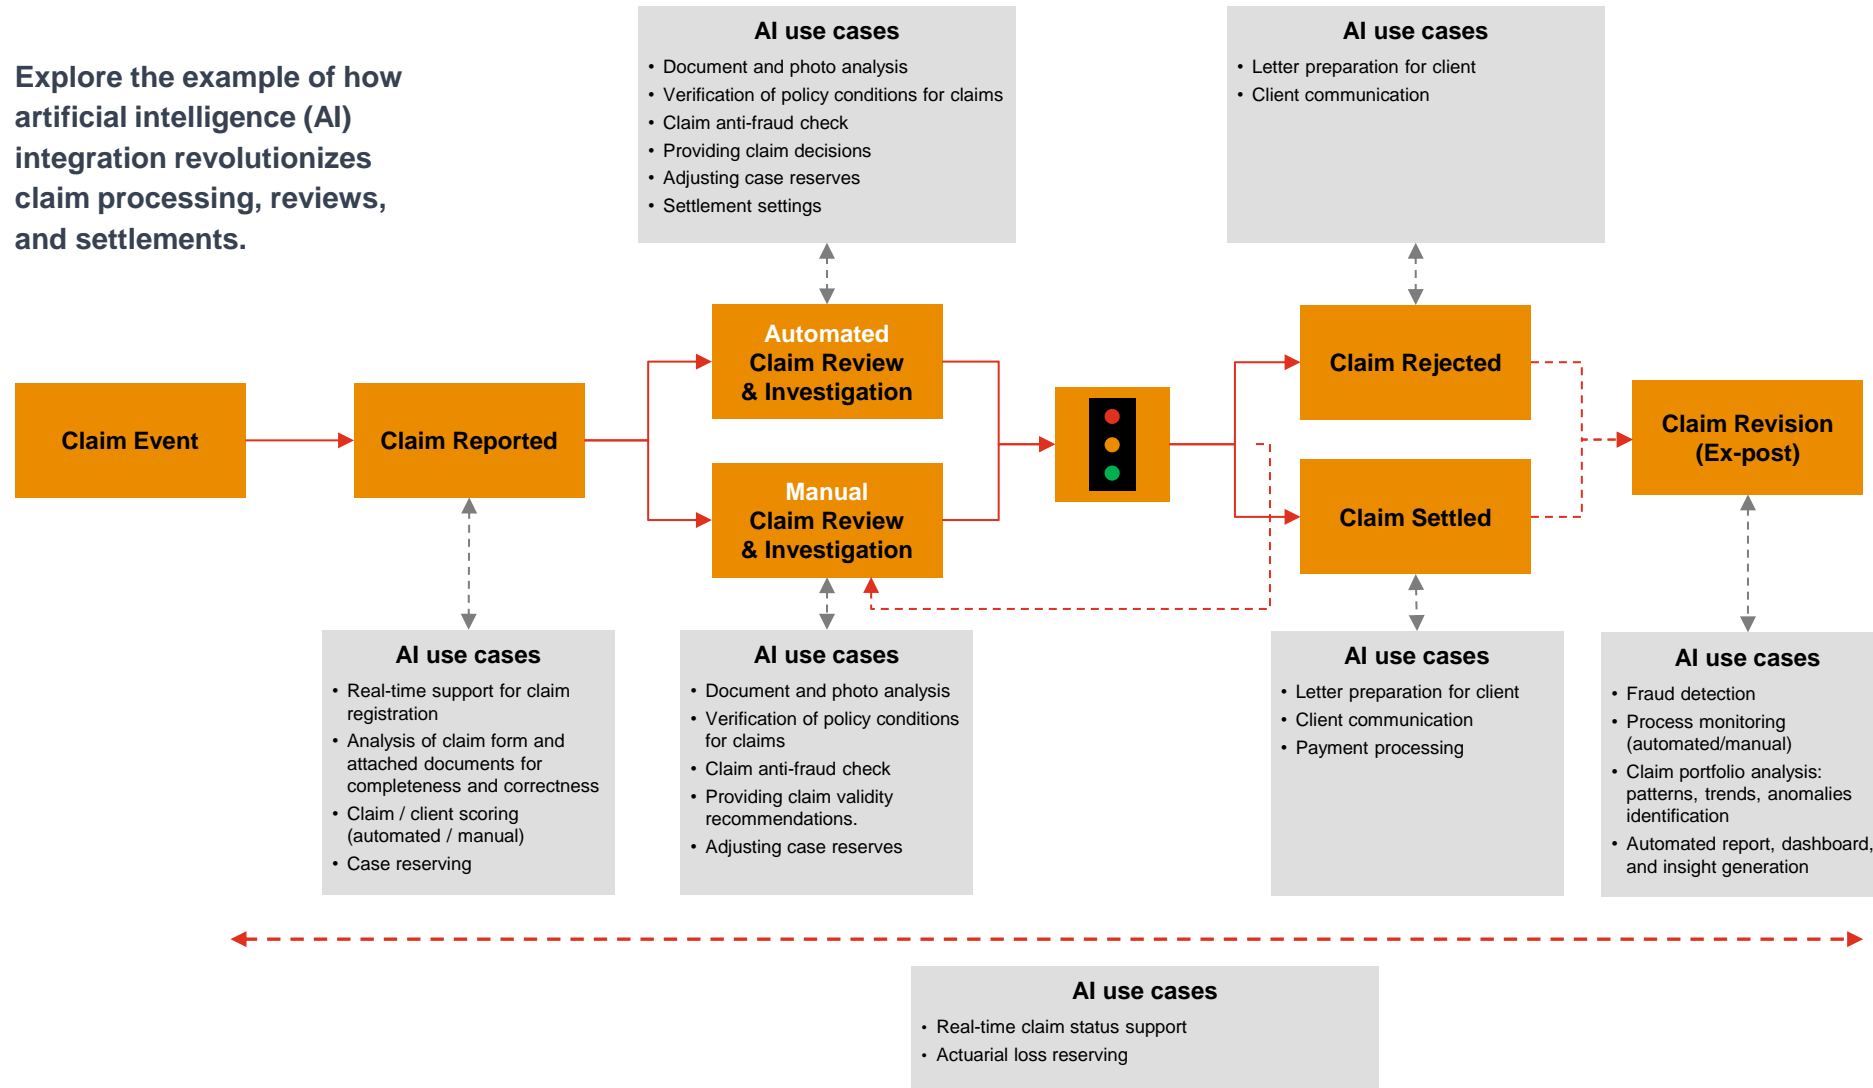 Explore the example of how
artificial intelligence (AI)
integration revolutionizes
claim processing, reviews,
and settlements.
AI use cases
• Document and photo analysis
• Verification of policy conditions for claims
• Claim anti-fraud check
• Providing claim decisions
• Adjusting case reserves
• Settlement settings
AI use cases
• Letter preparation for client
• Client communication
Claim Event
Claim Reported
Automated
Claim Review
& Investigation
Manual
Claim Review
& Investigation
Claim Rejected
Claim Settled
Claim Revision
(Ex-post)
AI use cases
• Real-time support for claim
registration
• Analysis of claim form and
attached documents for
completeness and correctness
• Claim / client scoring
(automated / manual)
• Case reserving
AI use cases
• Document and photo analysis
• Verification of policy conditions
for claims
• Claim anti-fraud check
• Providing claim validity
recommendations.
• Adjusting case reserves
AI use cases
• Letter preparation for client
• Client communication
• Payment processing
AI use cases
• Fraud detection
• Process monitoring
(automated/manual)
• Claim portfolio analysis:
patterns, trends, anomalies
identification
• Automated report, dashboard,
and insight generation
AI use cases
• Real-time claim status support
• Actuarial loss reserving